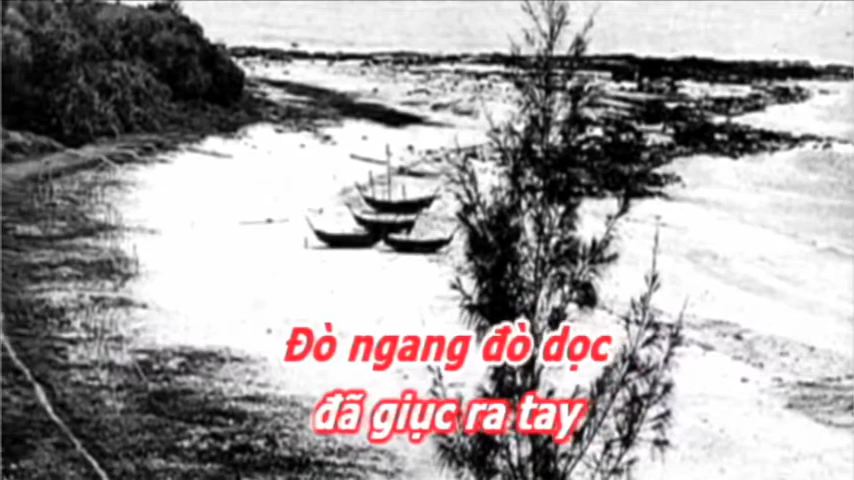 Đò ngang đò dọc
đã giục ra tay